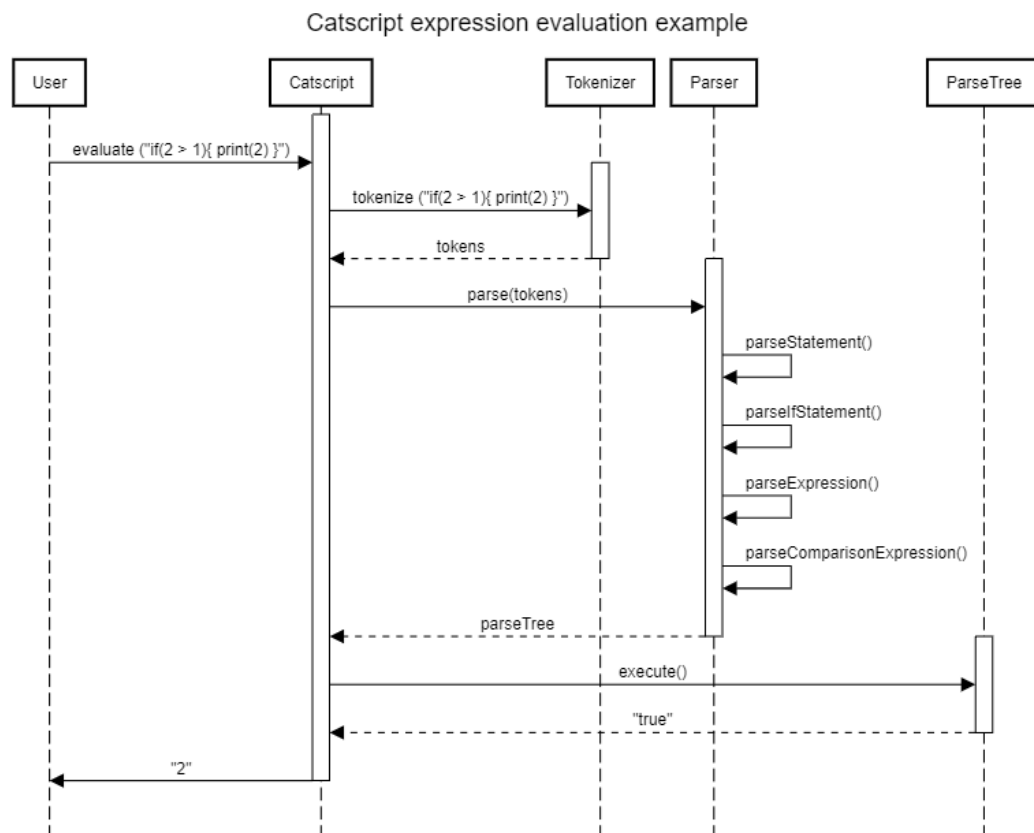 Catscript expression evaluation example
User
Catscript
Tokenizer
Parser
ParseTree
evaluate ("if(2 > 1){ print(2) }")
tokenize ("if(2 > 1){ print(2) }")
tokens
parse(tokens)
parseStatement()
parseIfStatement()
parseExpression()
parseComparisonExpression()
parseTree
execute()
"true"
"2"